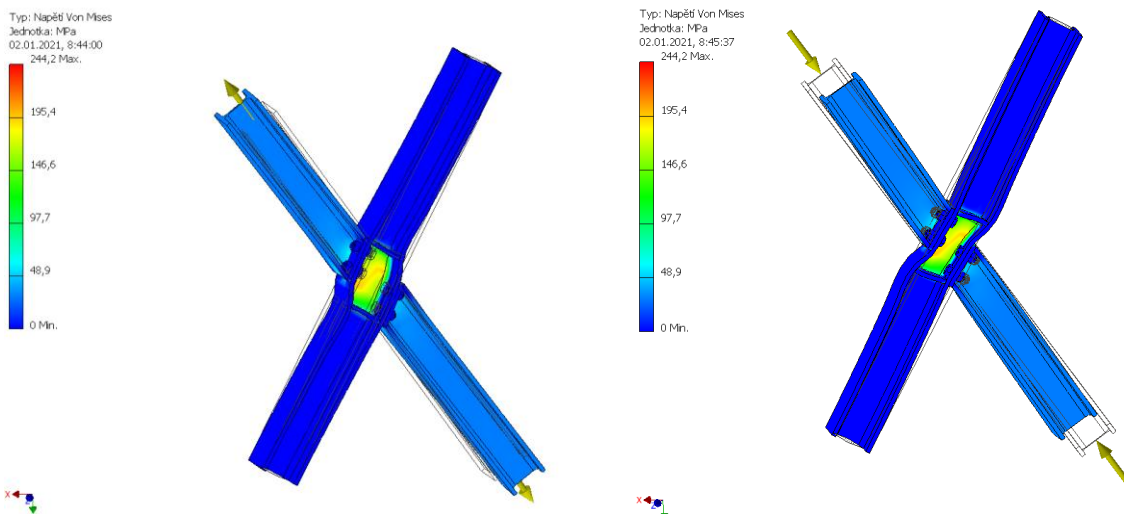 Typ: Napětí Von Mises
Jednotka: MPa
02.01.2021, 8:44:00
244,2 Max.
195,4
146,6
97,7
48,9
0 Min.
X
Z
Typ: Napětí Von Mises
Jednotka: MPa
02.01.2021, 8:45:37
244,2 Max.
195,4
146,6
97,7
48,9
0 Min.
X
Z